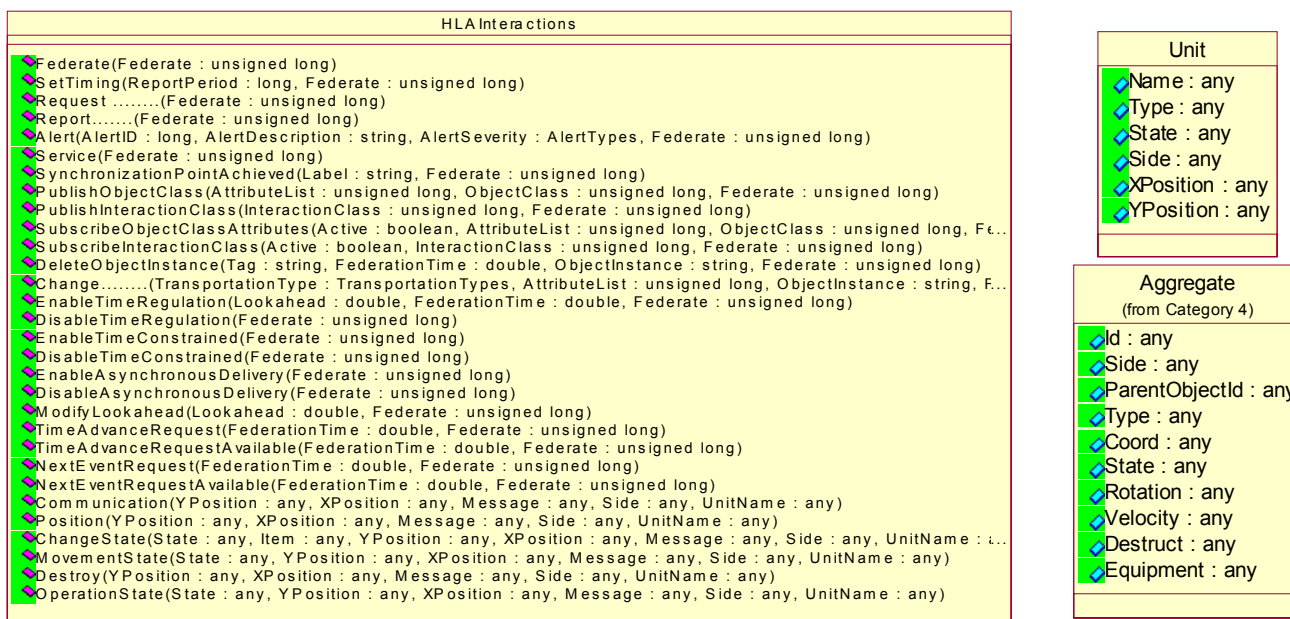 HLAInteractions
Federate(Federate : unsigned long)
SetTiming(ReportPeriod : long, Federate : unsigned long)
Request ........(Federate : unsigned long)
Report.......(Federate : unsigned long)
Alert(AlertID : long, AlertDescription : string, AlertSeverity : AlertTypes, Federate : unsigned long)
Service(Federate : unsigned long)
SynchronizationPointAchieved(Label : string, Federate : unsigned long)
PublishObjectClass(AttributeList : unsigned long, ObjectClass : unsigned long, Federate : unsigned long)
PublishInteractionClass(InteractionClass : unsigned long, Federate : unsigned long)
SubscribeObjectClassAttributes(Active : boolean, AttributeList : unsigned long, ObjectClass : unsigned long, Fe...
SubscribeInteractionClass(Active : boolean, InteractionClass : unsigned long, Federate : unsigned long)
DeleteObjectInstance(Tag : string, FederationTime : double, ObjectInstance : string, Federate : unsigned long)
Change........(TransportationType : TransportationTypes, AttributeList : unsigned long, ObjectInstance : string, F...
EnableTimeRegulation(Lookahead : double, FederationTime : double, Federate : unsigned long)
DisableTimeRegulation(Federate : unsigned long)
EnableTimeConstrained(Federate : unsigned long)
DisableTimeConstrained(Federate : unsigned long)
EnableAsynchronousDelivery(Federate : unsigned long)
DisableAsynchronousDelivery(Federate : unsigned long)
ModifyLookahead(Lookahead : double, Federate : unsigned long)
TimeAdvanceRequest(FederationTime : double, Federate : unsigned long)
TimeAdvanceRequestAvailable(FederationTime : double, Federate : unsigned long)
NextEventRequest(FederationTime : double, Federate : unsigned long)
NextEventRequestAvailable(FederationTime : double, Federate : unsigned long)
Communication(YPosition : any, XPosition : any, Message : any, Side : any, UnitName : any)
Position(YPosition : any, XPosition : any, Message : any, Side : any, UnitName : any)
ChangeState(State : any, Item : any, YPosition : any, XPosition : any, Message : any, Side : any, UnitName : a...
MovementState(State : any, YPosition : any, XPosition : any, Message : any, Side : any, UnitName : any)
Destroy(YPosition : any, XPosition : any, Message : any, Side : any, UnitName : any)
OperationState(State : any, YPosition : any, XPosition : any, Message : any, Side : any, UnitName : any)
Unit
Name : any
Type : any
State : any
Side : any
XPosition : any
YPosition : any
Aggregate
(from Category 4)
Id : any
Side : any
ParentObjectId : any
Type : any
Coord : any
State : any
Rotation : any
Velocity : any
Destruct : any
Equipment : any